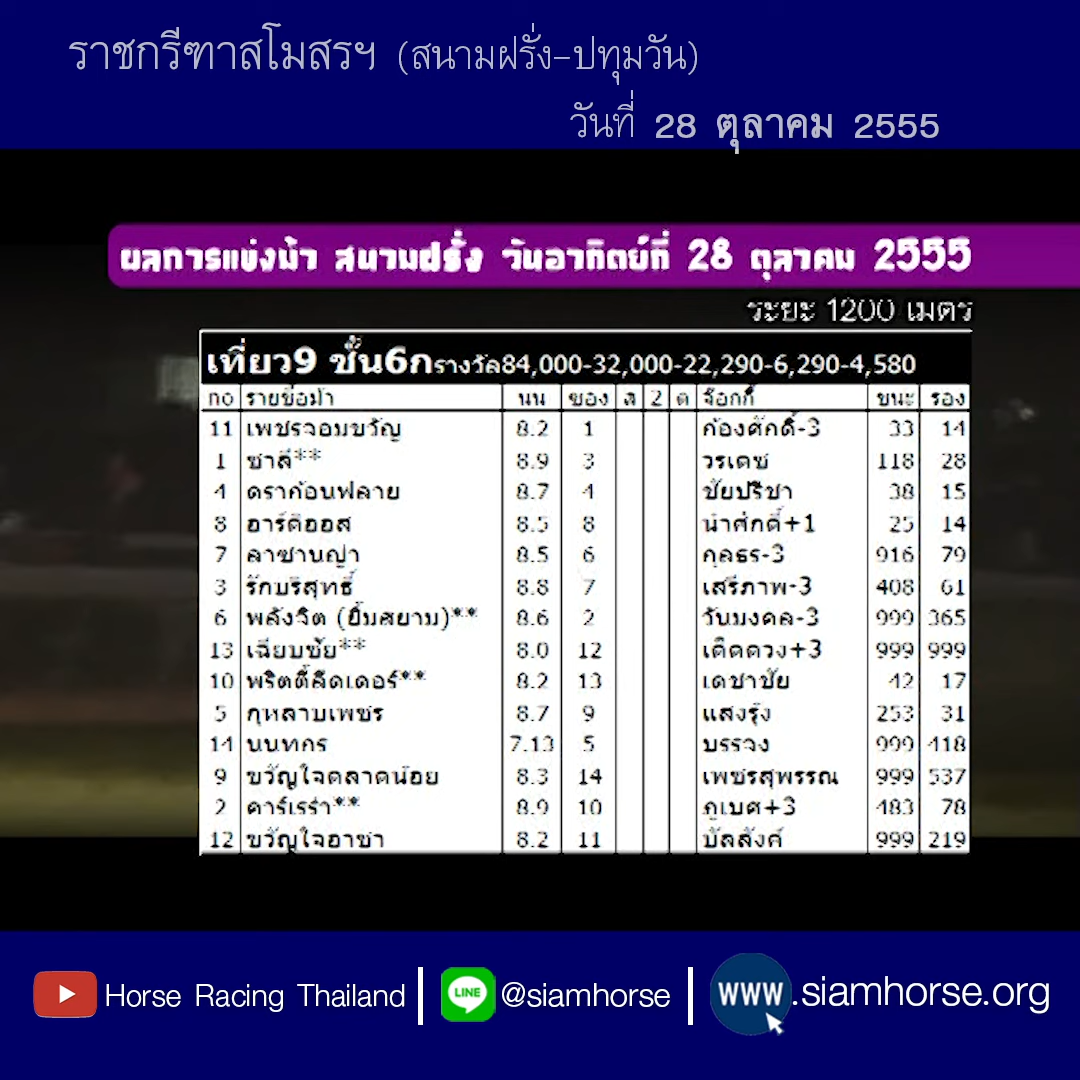 ราชกรีฑาสโมสรฯ (สนามฝรั่ง-ปทุมวัน)
วันที่ 28 ตุลาคม 2555
ผลการแข่งม้า สนามฝรั่ง วันอาทิตย์ที่ 28 ตุลาคม 2555
ระยะ 1200 เมตร
เที่ยว9 ชั้น6ก รางวัล84,000-32,000-22,290-6,290-4,580
no รายชื่อม้า นน ซอง ล 2 ต จ๊อกกี้ ชนะ รอง
11 เพชรจอมขวัญ 8.2 1 ก้องศักดิ์-3 33 14
1 ซาลี** 8.9 3 วรเดช 118 28
4 ดราก้อนฟลาย 8.7 4 ชัยปรีชา 38 15
8 อาร์ดีออส 8.5 8 นำศักดิ์+1 25 14
7 ลาซานญ่า 8.5 6 กุลธร-3 916 79
3 รักบริสุทธิ์ 8.8 7 เสรีภาพ-3 408 61
6 พลังจิต (ยิ้มสยาม)** 8.6 2 วันมงคล-3 999 365
13 เฉียบชัย** 8.0 12 เด็ดดวง+3 999 999
10 พริตตี้ลีดเดอร์** 8.2 13 เดชาชัย 42 17
5 กุหลาบเพชร 8.7 9 แสงรุ้ง 253 31
14 นนทกร 7.13 5 บรรจง 999 418
9 ขวัญใจตลาดน้อย 8.3 14 เพชรสุพรรณ 999 537
2 คาร์เรร่า** 8.9 10 ภูเบศ+3 483 78
12 ขวัญใจอาชา 8.2 11 บัลลังค์ 999 219
Horse Racing Thailand | LINE @siamhorse | www.siamhorse.org